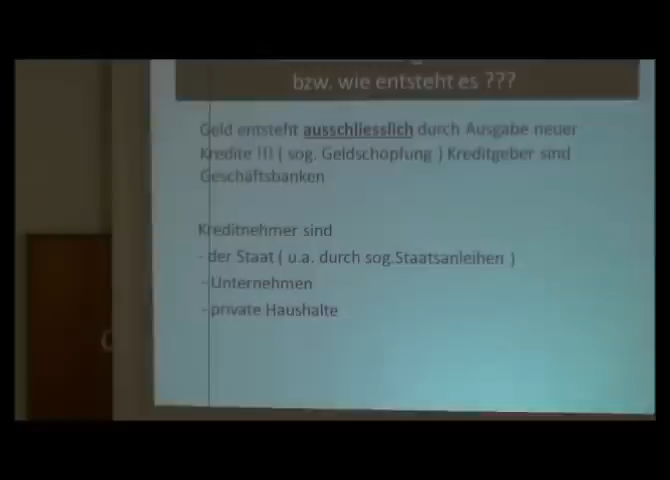 bzw. wie entsteht es ???
Geld entsteht ausschliesslich durch Ausgabe neuer
Kredite !!! ( sog. Geldschöpfung ) Kreditgeber sind
Geschäftsbanken
Kreditnehmer sind
- der Staat ( u.a. durch sog.Staatsanleihen )
- Unternehmen
- private Haushalte